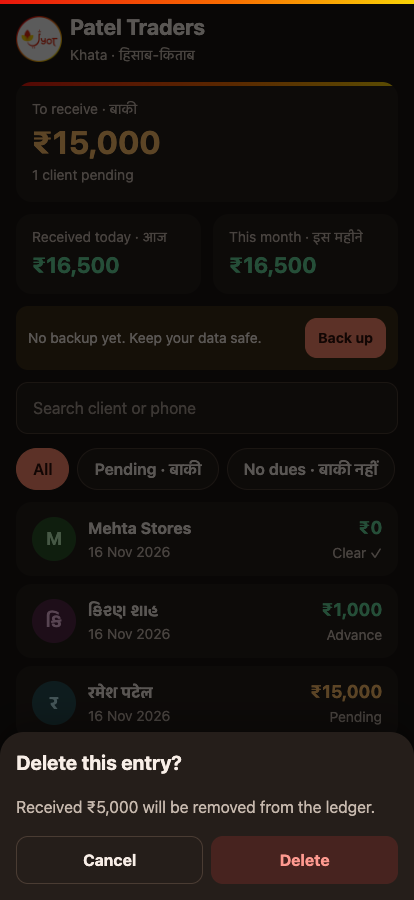 Jyot
Patel Traders
Khata · हिसाब-किताब
To receive · बाकी
₹15,000
1 client pending
Received today · आज
₹16,500
This month · इस महीने
₹16,500
No backup yet. Keep your data safe.
Back up
Search client or phone
All
Pending · बाकी
No dues · बाकी नहीं
M
Mehta Stores
16 Nov 2026
₹0
Clear ✓
કિ
કિરણ શાહ
16 Nov 2026
₹1,000
Advance
र
रमेश पटेल
16 Nov 2026
₹15,000
Pending
Delete this entry?
Received ₹5,000 will be removed from the ledger.
Cancel
Delete